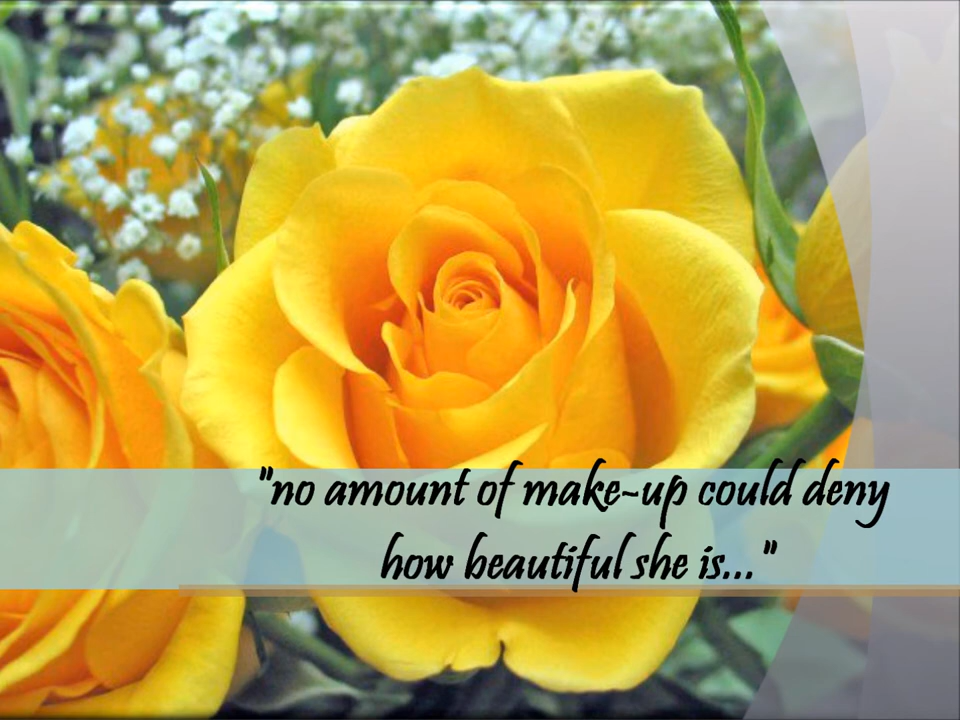 "no amount of make-up could deny
how beautiful she is..."